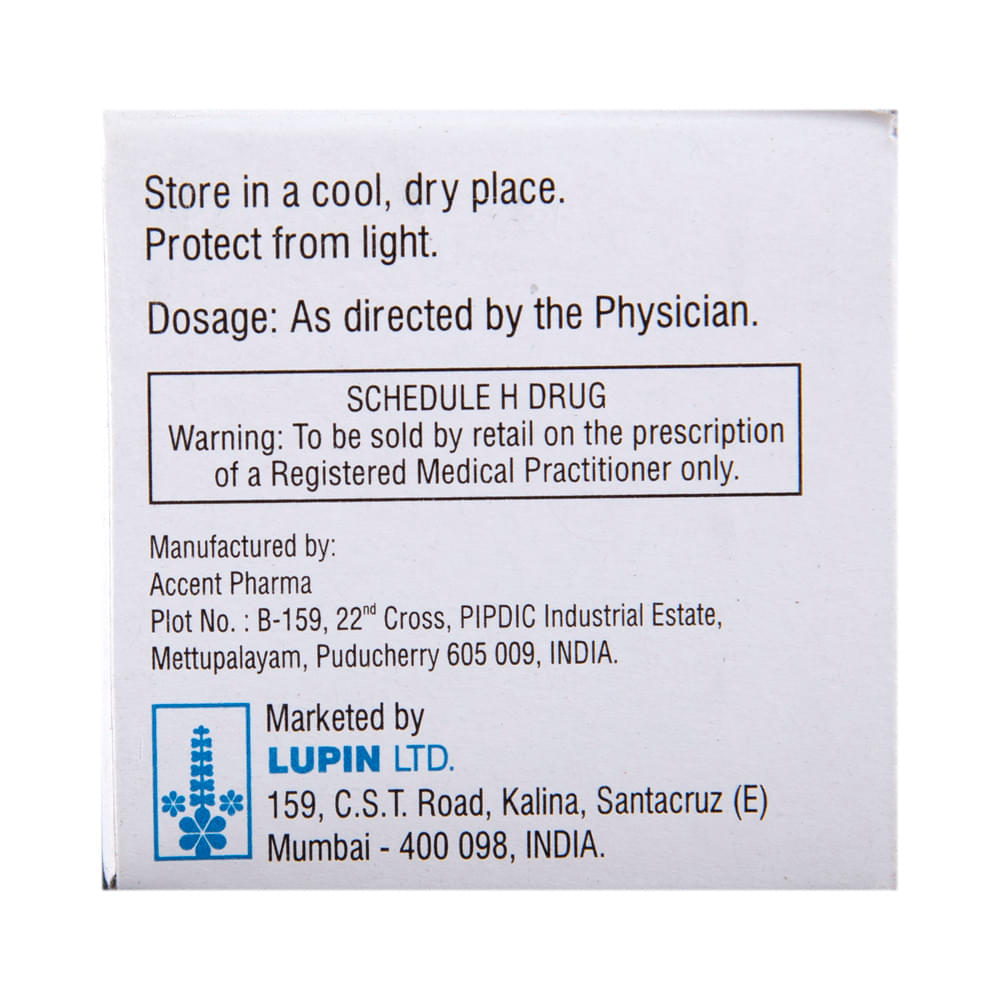 Store in a cool, dry place.
Protect from light.
Dosage: As directed by the Physician.
SCHEDULE H DRUG
Warning: To be sold by retail on the prescription
of a Registered Medical Practitioner only.
Manufactured by:
Accent Pharma
Plot No. : B-159, 22nd Cross, PIPDIC Industrial Estate,
Mettupalayam, Puducherry 605 009, INDIA.
Marketed by
LUPIN LTD.
159, C.S.T. Road, Kalina, Santacruz (E)
Mumbai - 400 098, INDIA.